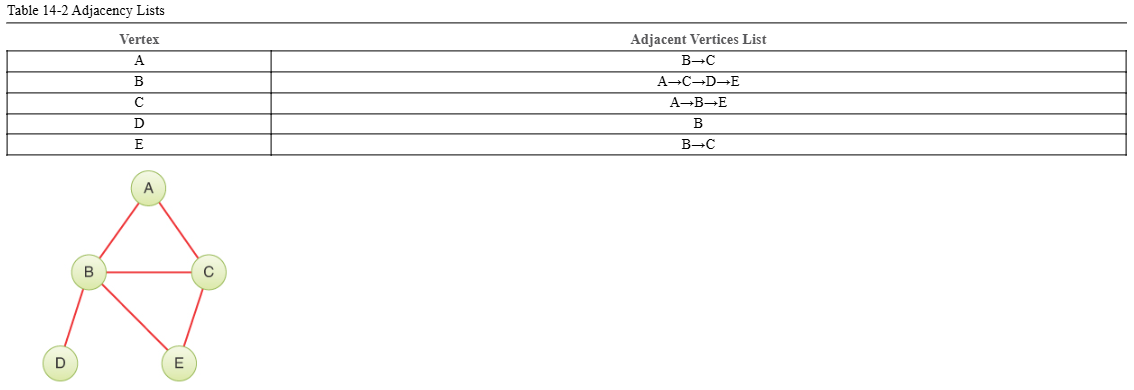 Table 14-2 Adjacency Lists
Vertex Adjacent Vertices List
A B→C
B A→C→D→E
C A→B→E
D B
E B→C
A
B C
D E